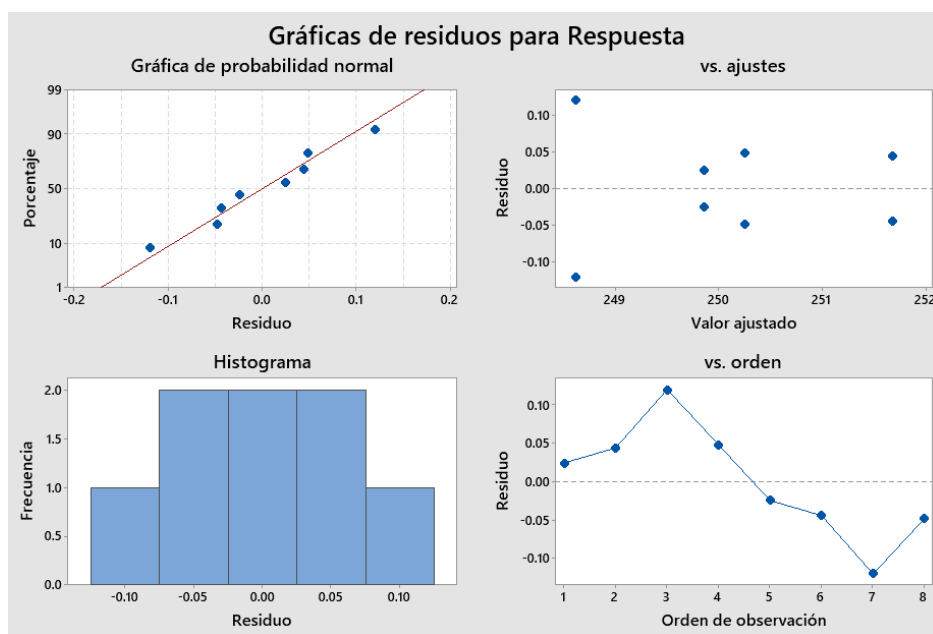 Gráficas de residuos para Respuesta
Gráfica de probabilidad normal
99
90
50
10
1
Porcentaje
-0.2 -0.1 0.0 0.1 0.2
Residuo
vs. ajustes
0.10
0.05
0.00
-0.05
-0.10
Residuo
249 250 251 252
Valor ajustado
Histograma
2.0
1.5
1.0
0.5
0.0
Frecuencia
-0.10 -0.05 0.00 0.05 0.10
Residuo
vs. orden
0.10
0.05
0.00
-0.05
-0.10
Residuo
1 2 3 4 5 6 7 8
Orden de observación